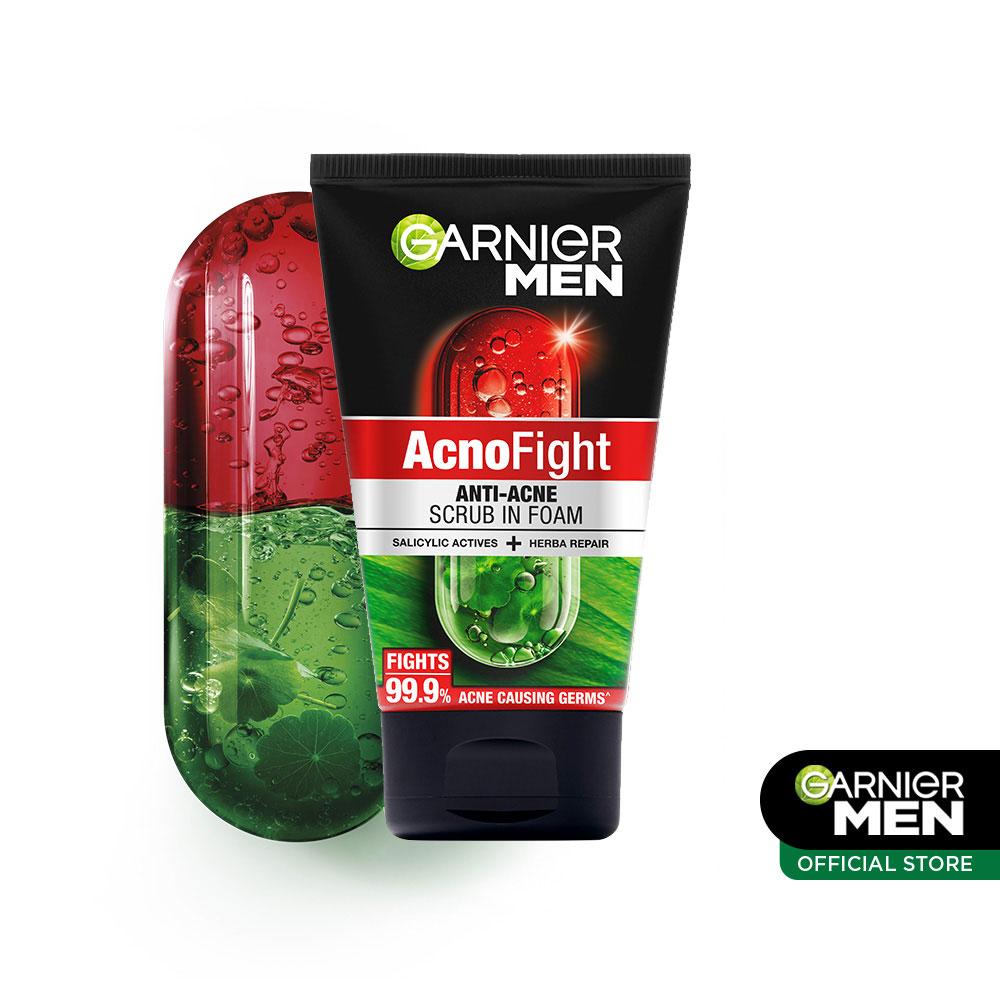 GARNIER
MEN
AcnoFight
ANTI-ACNE
SCRUB IN FOAM
SALICYLIC ACTIVES + HERBA REPAIR
FIGHTS
99.9% ACNE CAUSING GERMS^
GARNIER
MEN
OFFICIAL STORE